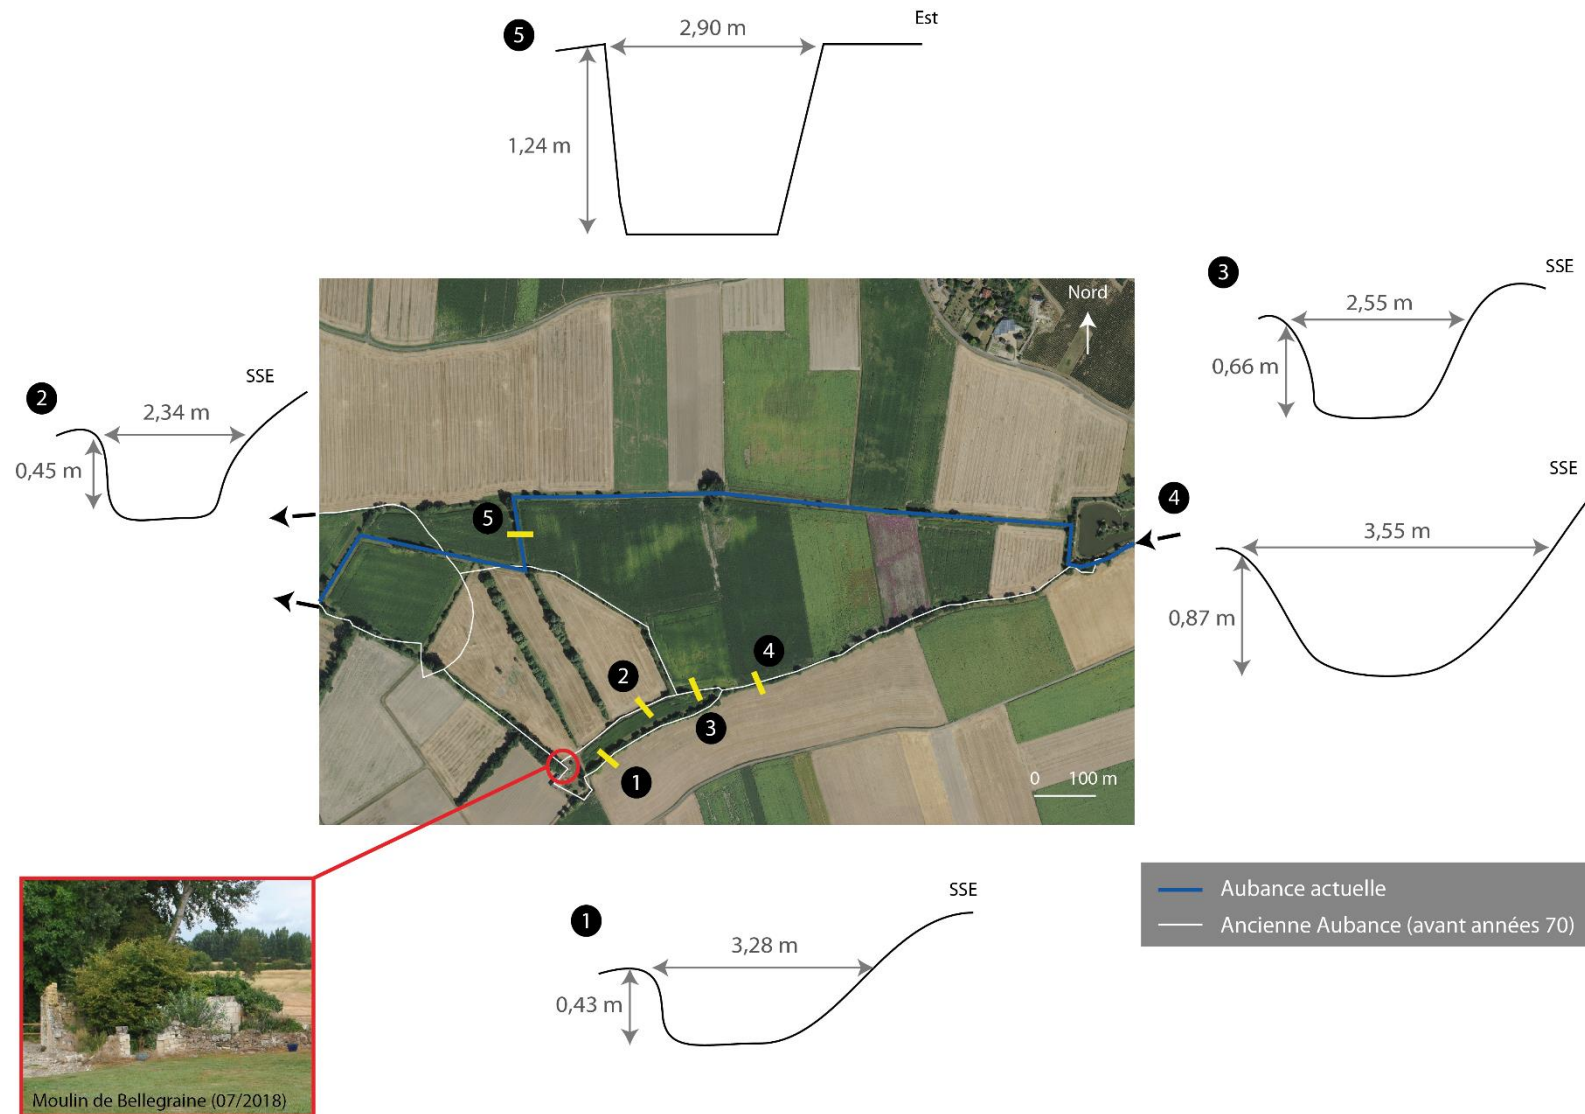 5
Est
2,90 m
1,24 m
3
SSE
2,55 m
0,66 m
2
SSE
2,34 m
0,45 m
4
SSE
3,55 m
0,87 m
Nord
5
4
2
3
1
0 100 m
Moulin de Bellegraine (07/2018)
1
SSE
3,28 m
0,43 m
Aubance actuelle
Ancienne Aubance (avant années 70)